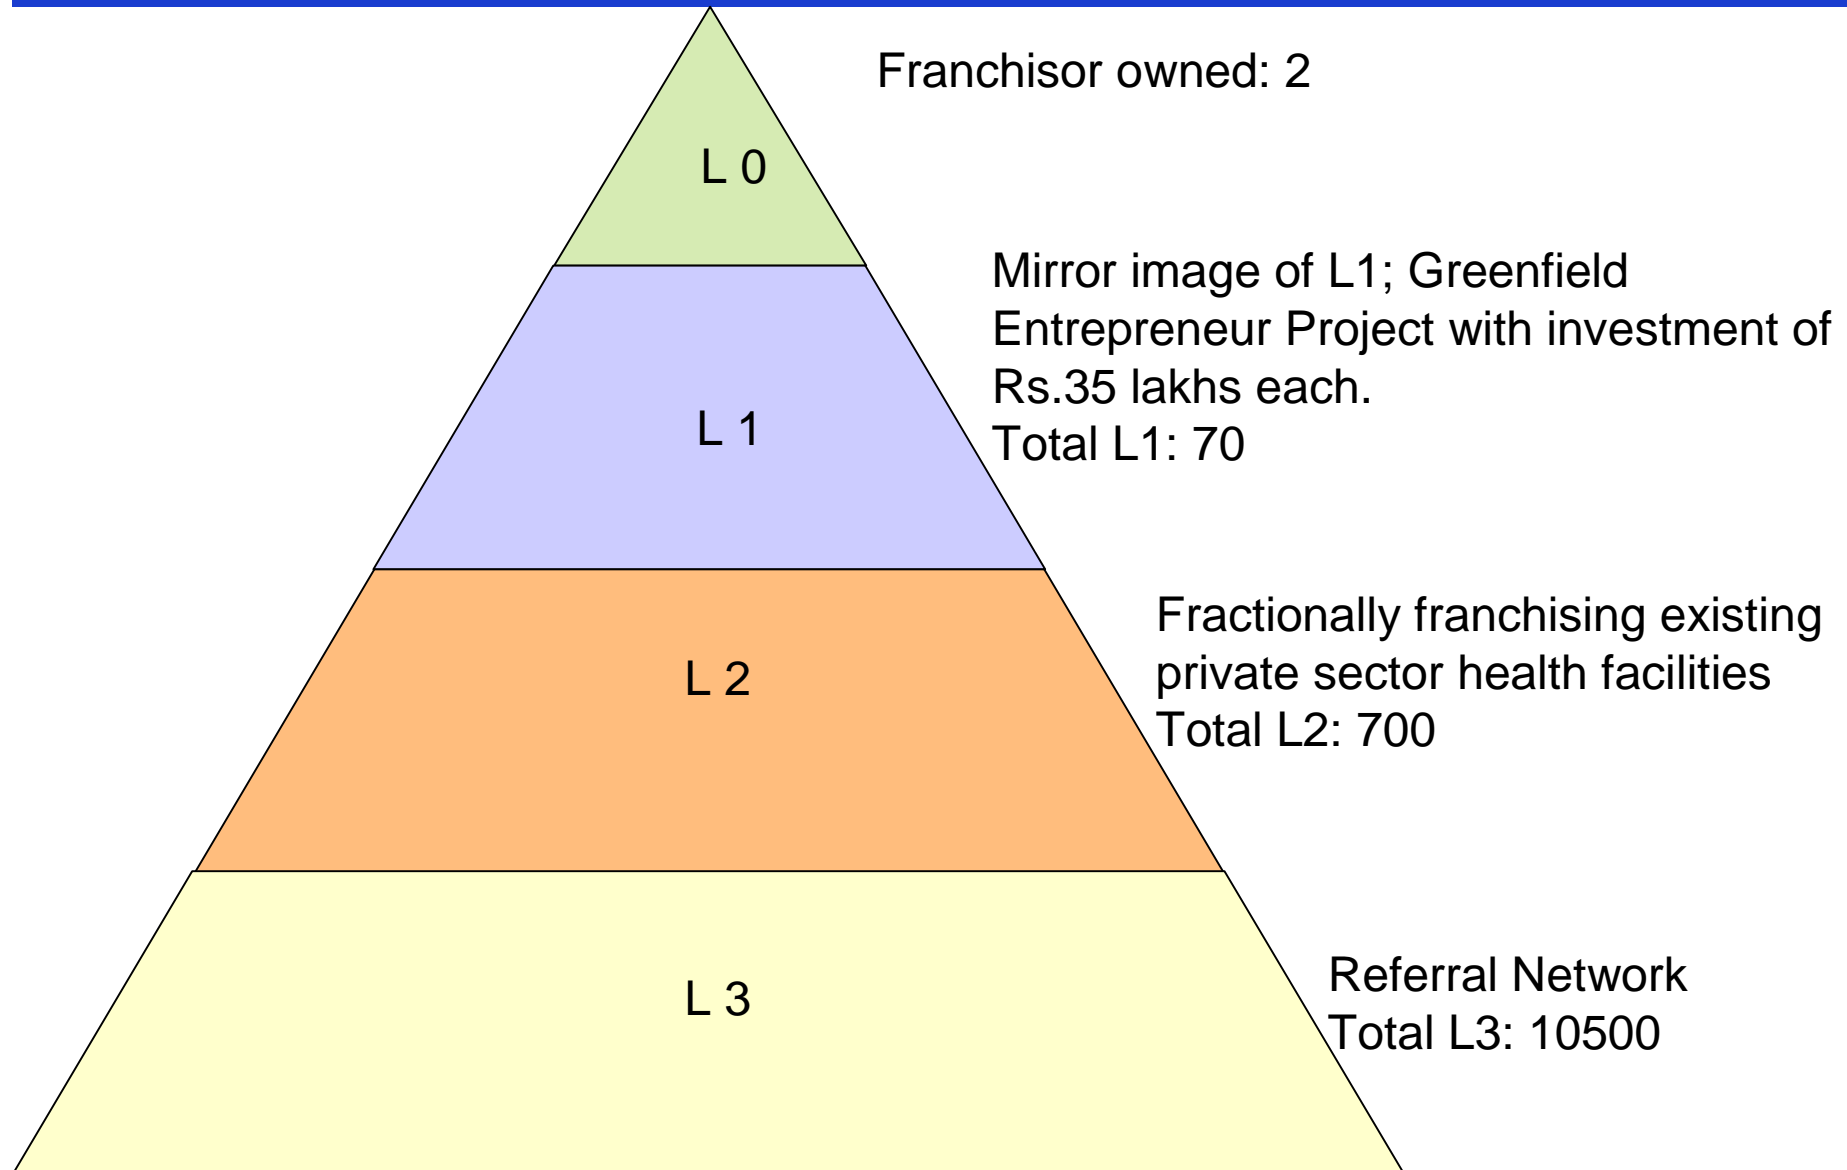 Franchisor owned: 2
L 0
Mirror image of L1; Greenfield
Entrepreneur Project with investment of
Rs.35 lakhs each.
Total L1: 70
L 1
Fractionally franchising existing
private sector health facilities
Total L2: 700
L 2
Referral Network
Total L3: 10500
L 3